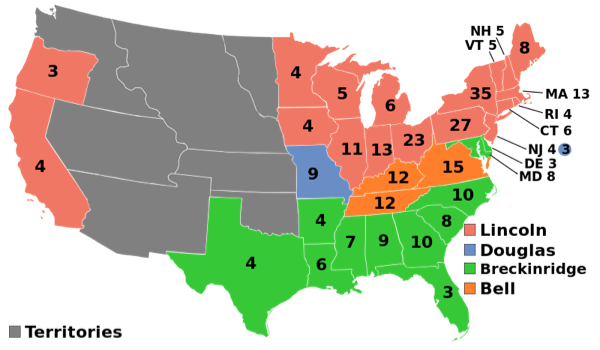 NH 5
VT 5
8
3
4
5
6
35
MA 13
RI 4
CT 6
4
11
13
23
27
NJ 4 3
DE 3
MD 8
4
9
12
15
12
10
4
8
7
9
10
4
6
3
Lincoln
Douglas
Breckinridge
Bell
Territories